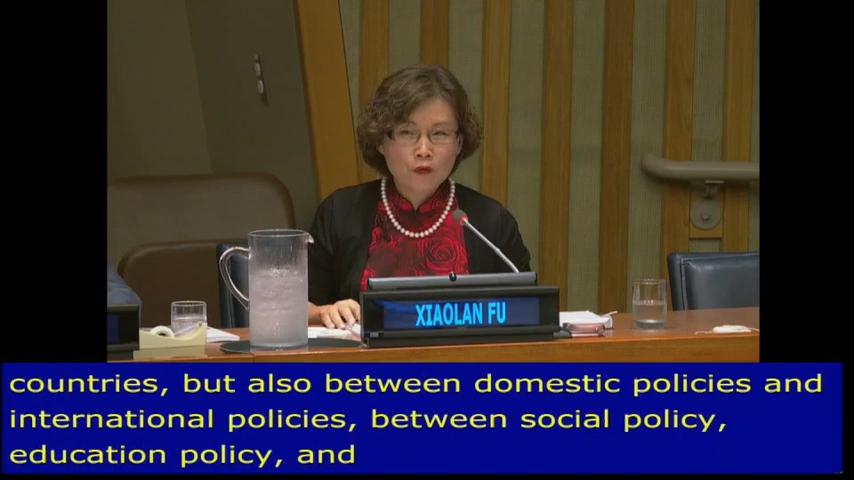 XIAOLAN FU
countries, but also between domestic policies and
international policies, between social policy,
education policy, and